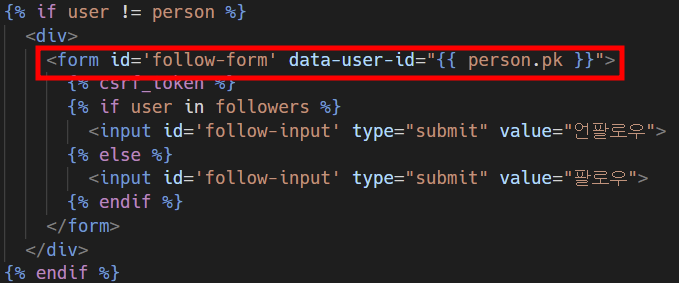 {% if user != person %}
<div>
<form id='follow-form' data-user-id="{{ person.pk }}">
{% csrf_token %}
{% if user in followers %}
<input id='follow-input' type="submit" value="언팔로우">
{% else %}
<input id='follow-input' type="submit" value="팔로우">
{% endif %}
</form>
</div>
{% endif %}